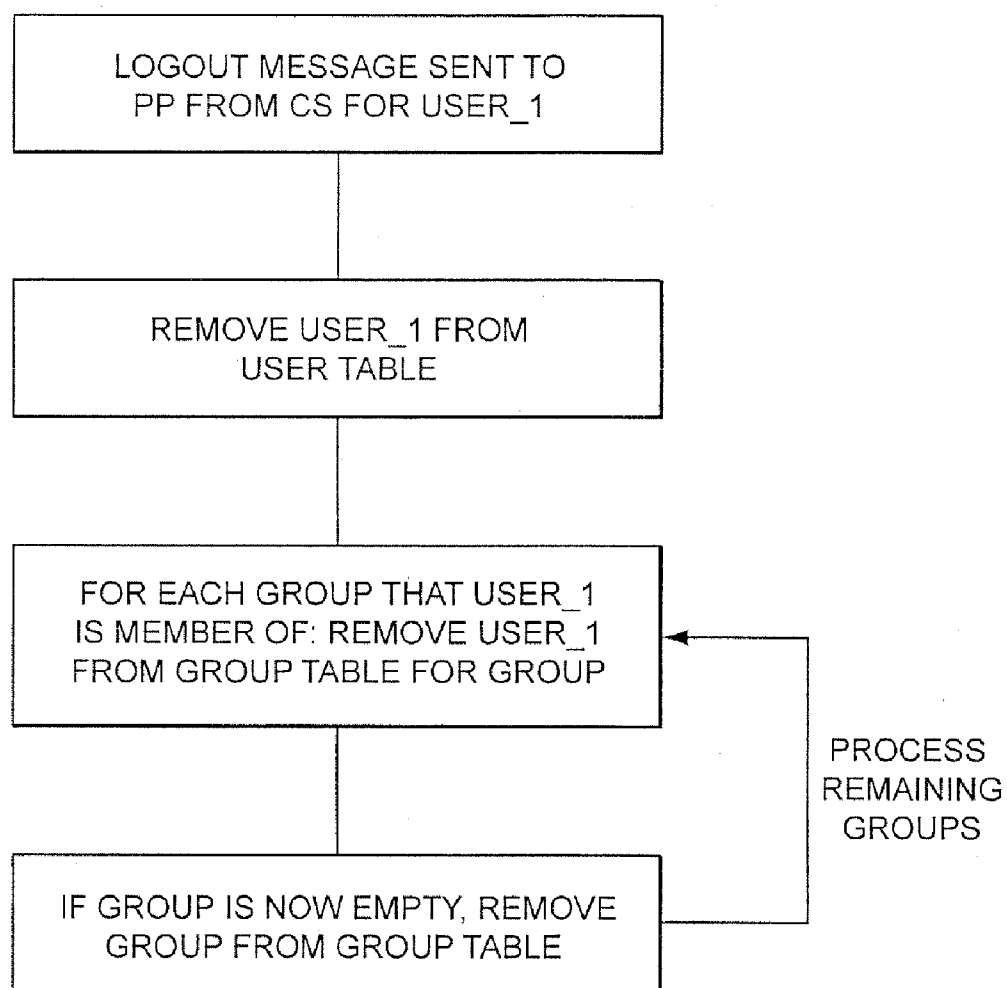 LOGOUT MESSAGE SENT TO
PP FROM CS FOR USER_1
REMOVE USER_1 FROM
USER TABLE
FOR EACH GROUP THAT USER_1
IS MEMBER OF: REMOVE USER_1
FROM GROUP TABLE FOR GROUP
PROCESS
REMAINING
GROUPS
IF GROUP IS NOW EMPTY, REMOVE
GROUP FROM GROUP TABLE